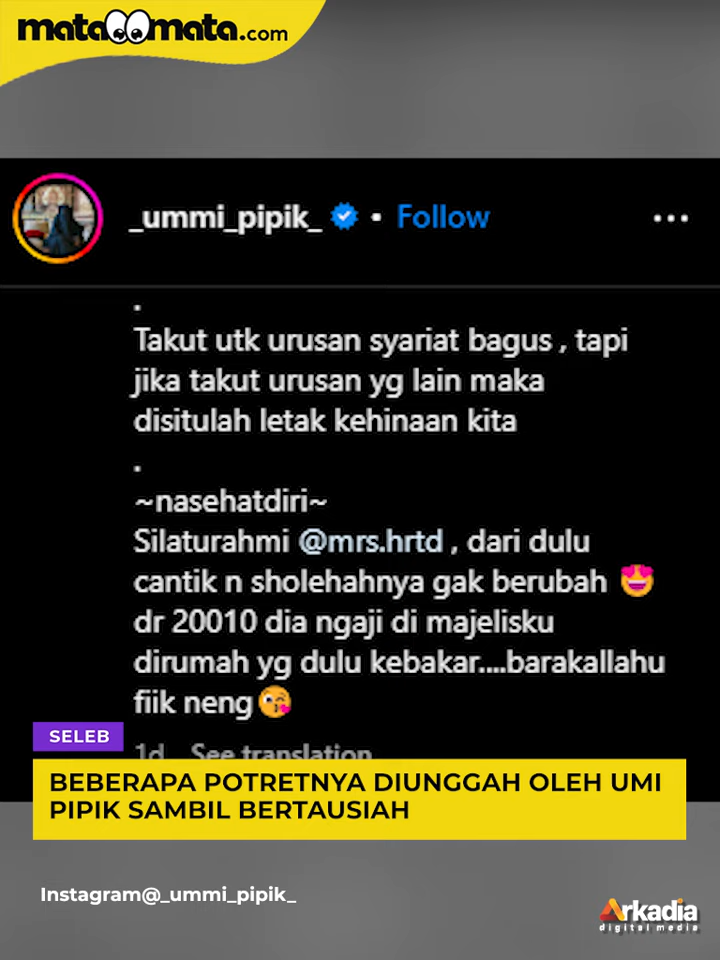 mata mata.com
_ummi_pipik_ • Follow •••
.
Takut utk urusan syariat bagus , tapi
jika takut urusan yg lain maka
disitulah letak kehinaan kita
.
~nasehatdiri~
Silaturahmi @mrs.hrtd , dari dulu
cantik n sholehahnya gak berubah 😍
dr 20010 dia ngaji di majelisku
dirumah yg dulu kebakar....barakallahu
fiik neng 😘
1d See translation
SELEB
BEBERAPA POTRETNYA DIUNGGAH OLEH UMI
PIPIK SAMBIL BERTAUSIAH
Instagram@_ummi_pipik_
Arkadia
digital media